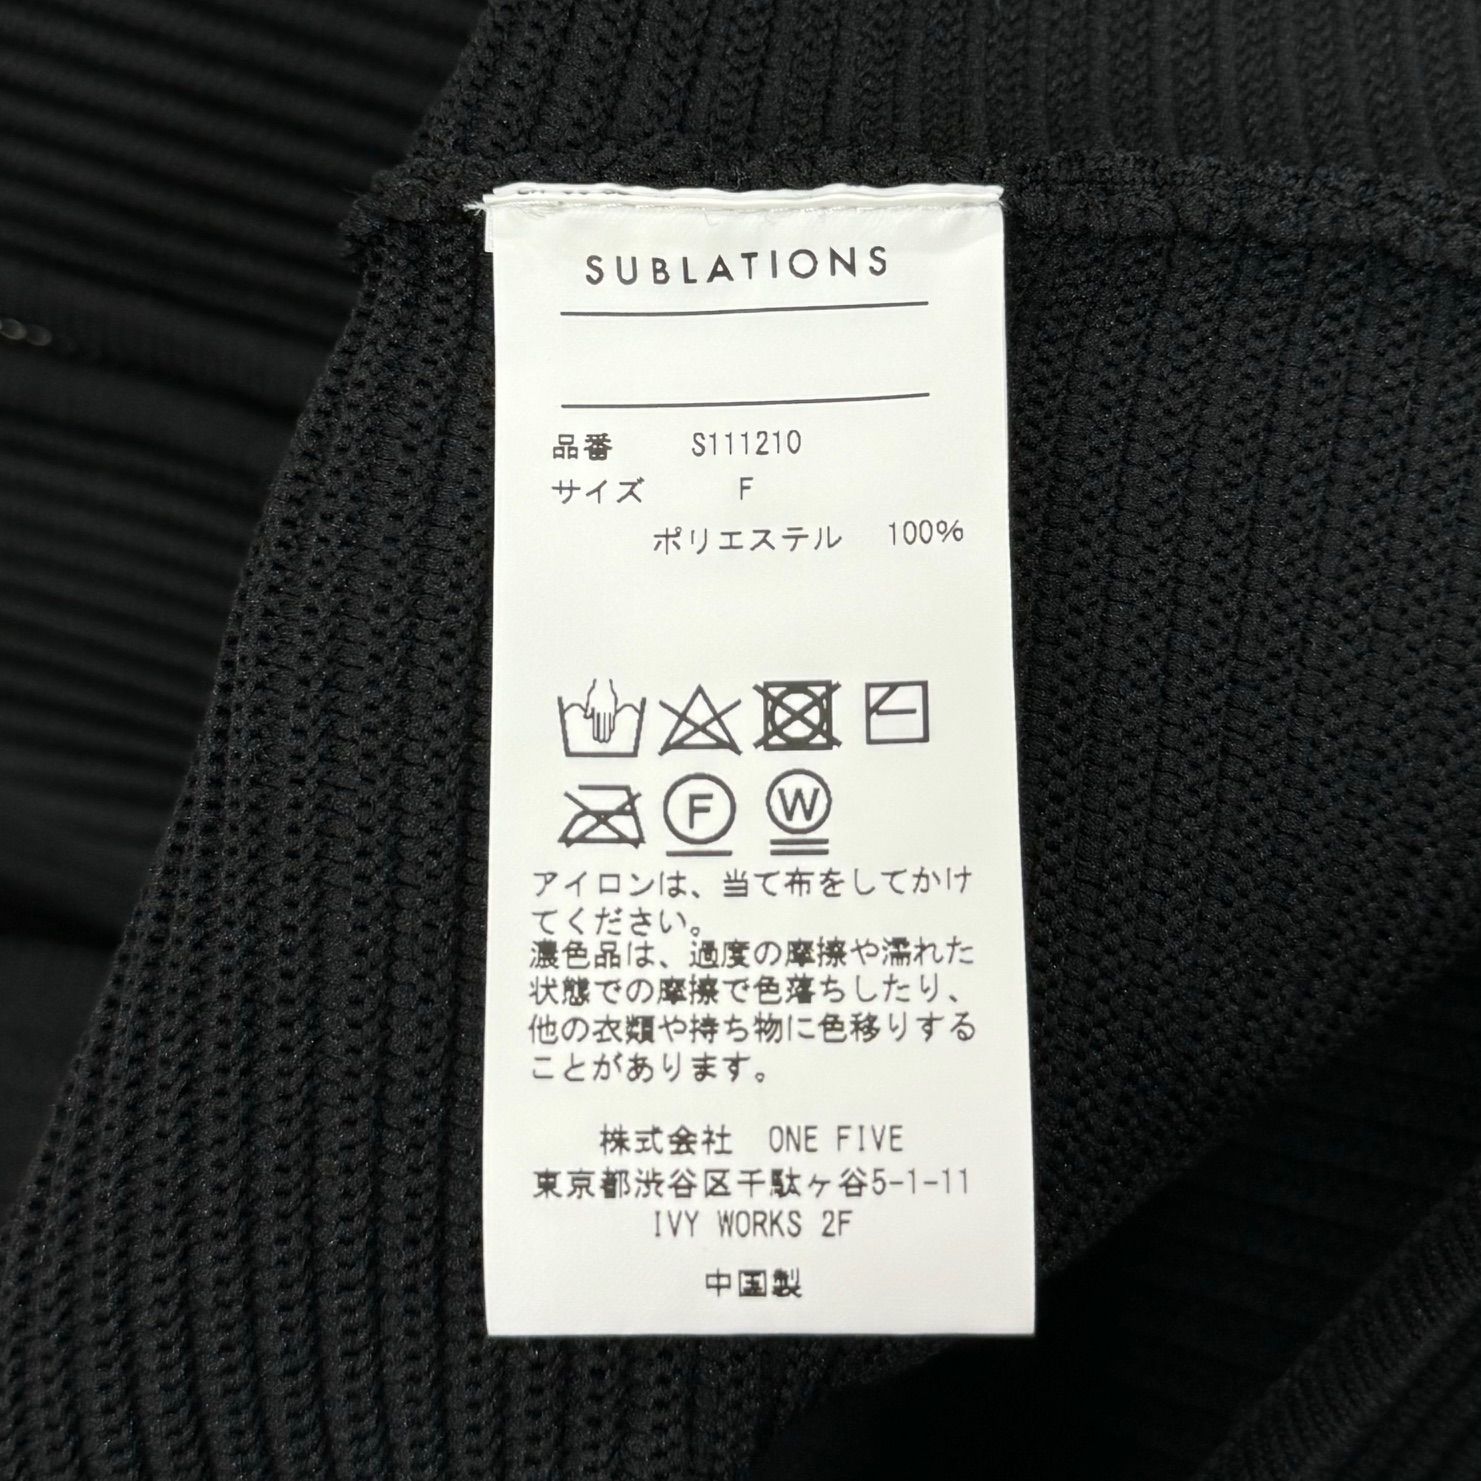 SUBLATIONS
品番 S111210
サイズ F
ポリエステル 100%
F
W
アイロンは、当て布をしてかけ
てください。
濃色品は、過度の摩擦や濡れた
状態での摩擦で色落ちしたり、
他の衣類や持ち物に色移りする
ことがあります。
株式会社 ONE FIVE
東京都渋谷区千駄ヶ谷5-1-11
IVY WORKS 2F
中国製